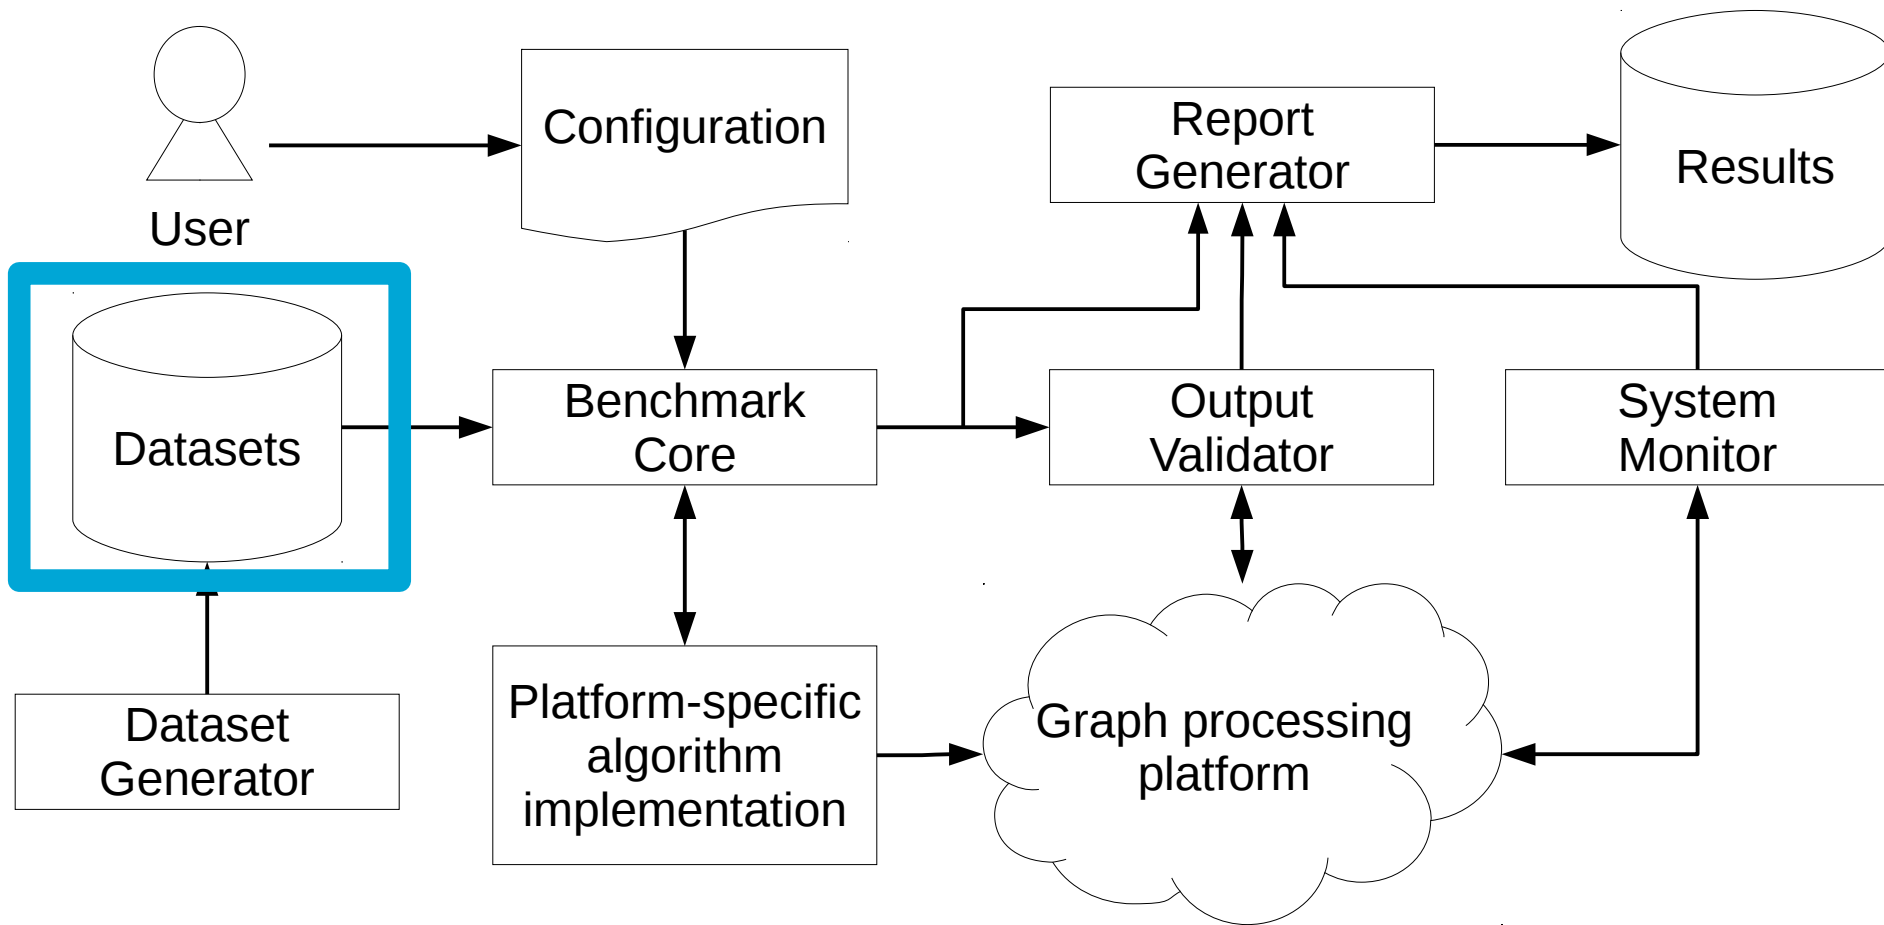 User
Configuration
Report
Generator
Results
Datasets
Benchmark
Core
Output
Validator
System
Monitor
Dataset
Generator
Platform-specific
algorithm
implementation
Graph processing
platform